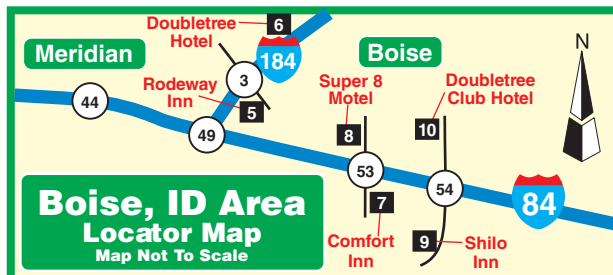 Doubletree
Hotel
6
Meridian
184
Boise
N
Rodeway
Inn
3
5
Super 8
Motel
Doubletree
Club Hotel
44
49
8
10
53
54
84
7
Comfort
Inn
9
Shilo
Inn
Boise, ID Area
Locator Map
Map Not To Scale